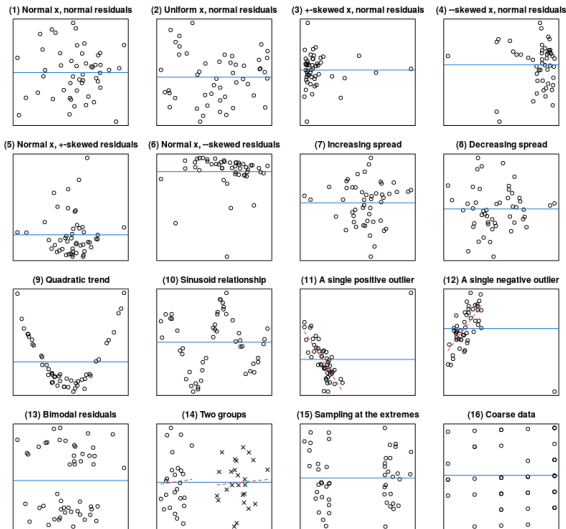 (1) Normal x, normal residuals
(2) Uniform x, normal residuals
(3) +-skewed x, normal residuals
(4) --skewed x, normal residuals
(5) Normal x, +-skewed residuals
(6) Normal x, --skewed residuals
(7) Increasing spread
(8) Decreasing spread
(9) Quadratic trend
(10) Sinusoid relationship
(11) A single positive outlier
(12) A single negative outlier
(13) Bimodal residuals
(14) Two groups
(15) Sampling at the extremes
(16) Coarse data